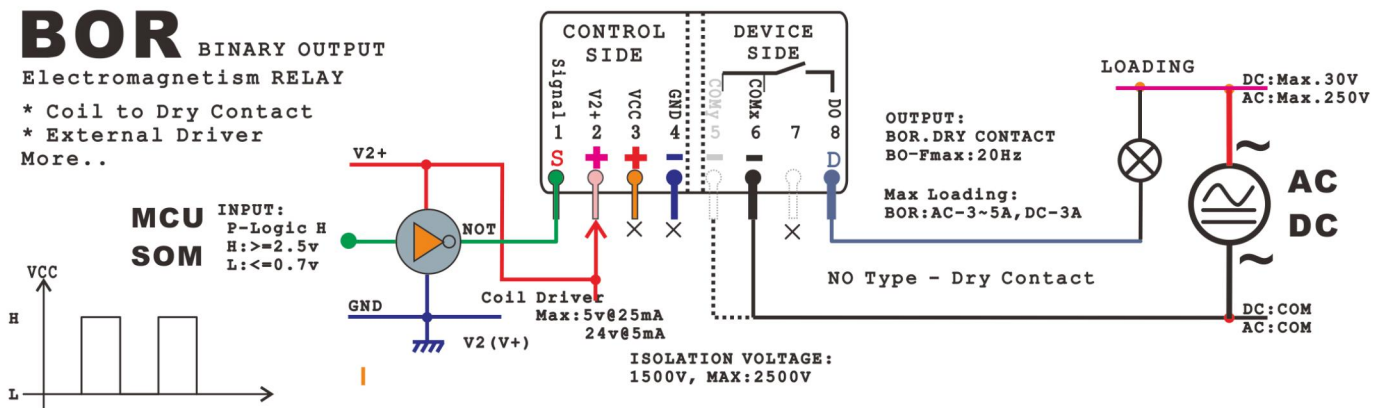 BOR BINARY OUTPUT
Electromagnetism RELAY
* Coil to Dry Contact
* External Driver
More..
CONTROL
SIDE
DEVICE
SIDE
Signal 1
V2+ 2
VCC 3
GND 4
COMy 5
COMx 6
7
DO 8
S
D
V2+
MCU
SOM
INPUT:
P-Logic H
H:>=2.5v
L:<=0.7v
NOT
GND
V2(V+)
Coil Driver
Max:5v@25mA
24v@5mA
VCC
H
L
ISOLATION VOLTAGE:
1500V, MAX:2500V
OUTPUT:
BOR.DRY CONTACT
BO-Fmax:20Hz
Max Loading:
BOR:AC-3~5A,DC-3A
NO Type - Dry Contact
LOADING
DC:Max.30V
AC:Max.250V
AC
DC
DC:COM
AC:COM